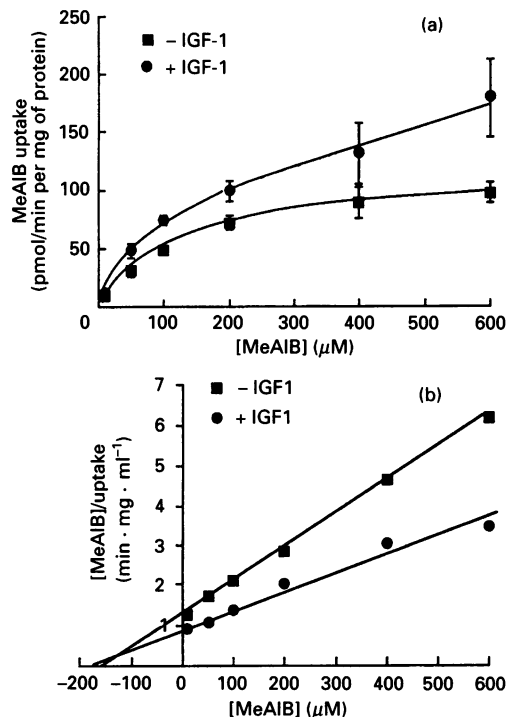 (a)
250
200
150
100
50
MeAIB uptake
(pmol/min per mg of protein)
– IGF-1
+ IGF-1
0 100 200 300 400 500 600
[MeAIB] (μM)
(b)
7
6
5
4
3
2
1
[MeAIB]/uptake
(min · mg · ml⁻¹)
– IGF1
+ IGF1
–200 –100 0 100 200 300 400 500 600
[MeAIB] (μM)